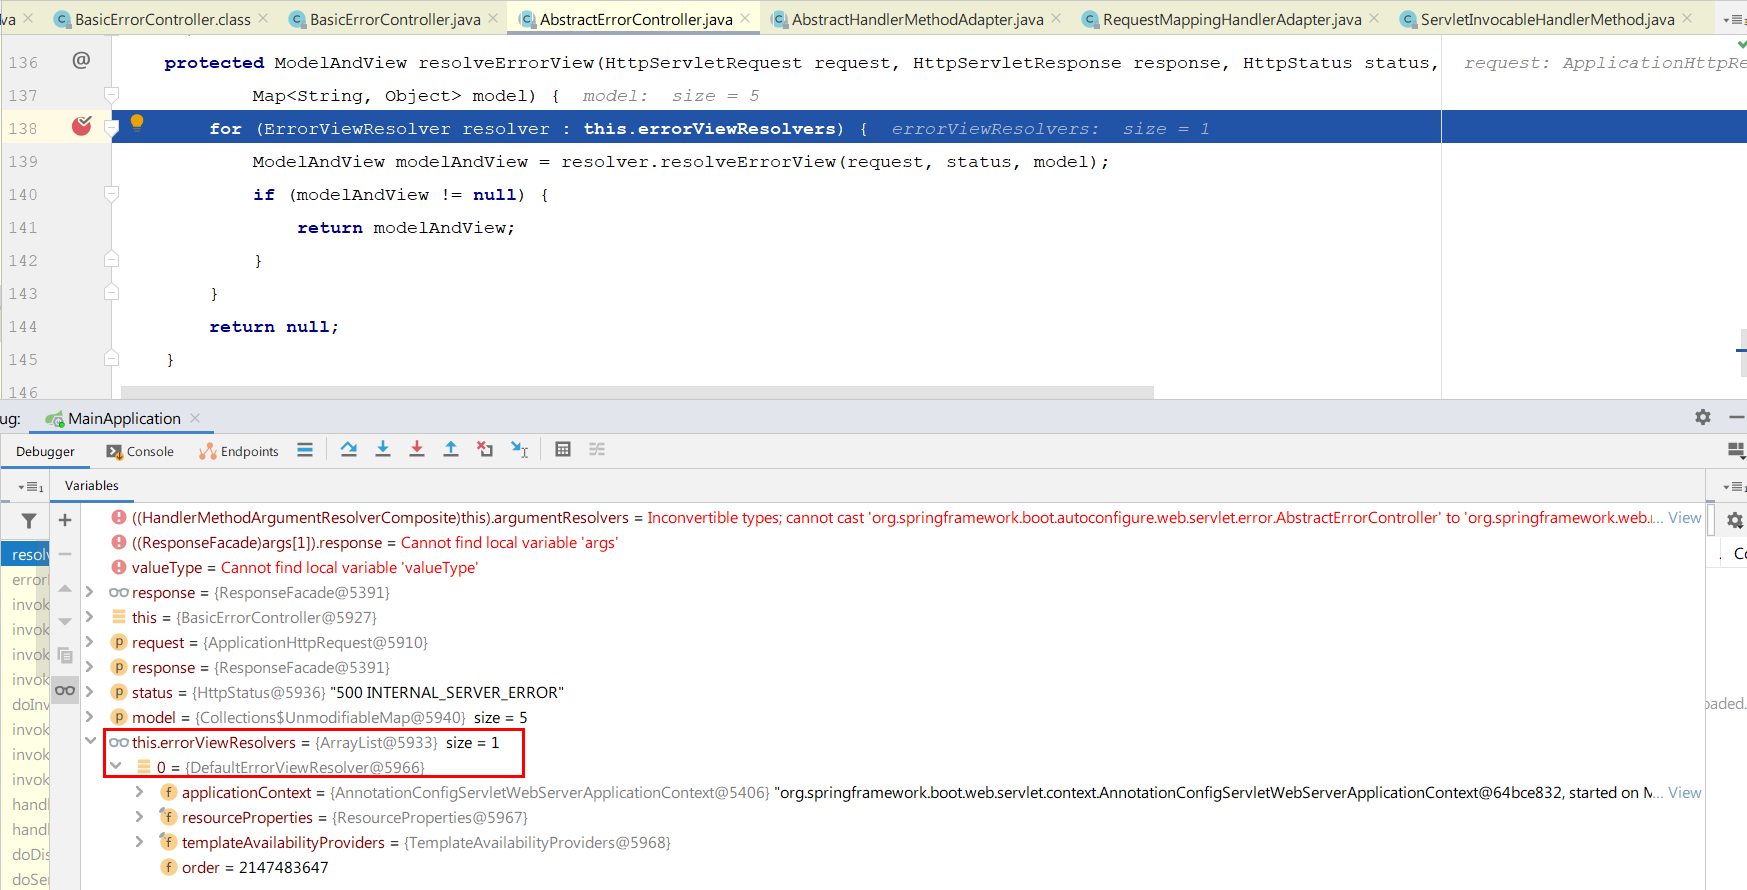 va BasicErrorController.class BasicErrorController.java AbstractErrorController.java AbstractHandlerMethodAdapter.java RequestMappingHandlerAdapter.java ServletInvocableHandlerMethod.java
136 @ protected ModelAndView resolveErrorView(HttpServletRequest request, HttpServletResponse response, HttpStatus status, request: ApplicationHttpRe
137 Map<String, Object> model) { model: size = 5
138 for (ErrorViewResolver resolver : this.errorViewResolvers) { errorViewResolvers: size = 1
139 ModelAndView modelAndView = resolver.resolveErrorView(request, status, model);
140 if (modelAndView != null) {
141 return modelAndView;
142 }
143 }
144 return null;
145 }
146
ug: MainApplication
Debugger Console Endpoints
Variables
((HandlerMethodArgumentResolverComposite)this).argumentResolvers = Inconvertible types; cannot cast 'org.springframework.boot.autoconfigure.web.servlet.error.AbstractErrorController' to 'org.springframework.web.... View
((ResponseFacade)args[1]).response = Cannot find local variable 'args'
resolv valueType = Cannot find local variable 'valueType'
error response = {ResponseFacade@5391}
invok this = {BasicErrorController@5927}
invok request = {ApplicationHttpRequest@5910}
invok response = {ResponseFacade@5391}
invok status = {HttpStatus@5936} "500 INTERNAL_SERVER_ERROR"
doInv model = {Collections$UnmodifiableMap@5940} size = 5 oaded.
invok this.errorViewResolvers = {ArrayList@5933} size = 1
invok 0 = {DefaultErrorViewResolver@5966}
invok applicationContext = {AnnotationConfigServletWebServerApplicationContext@5406} "org.springframework.boot.web.servlet.context.AnnotationConfigServletWebServerApplicationContext@64bce832, started on M... View
handl resourceProperties = {ResourceProperties@5967}
handl templateAvailabilityProviders = {TemplateAvailabilityProviders@5968}
doDis order = 2147483647
doSer